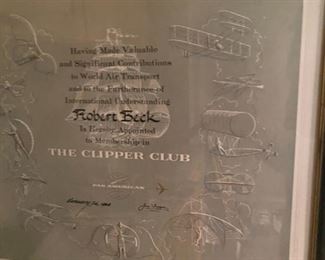 Having Made Valuable
and Significant Contributions
to World Air Transport
and to the Furtherance of
International Understanding
Robert Beck
Is Hereby Appointed
to Membership in
THE CLIPPER CLUB
PAN AMERICAN